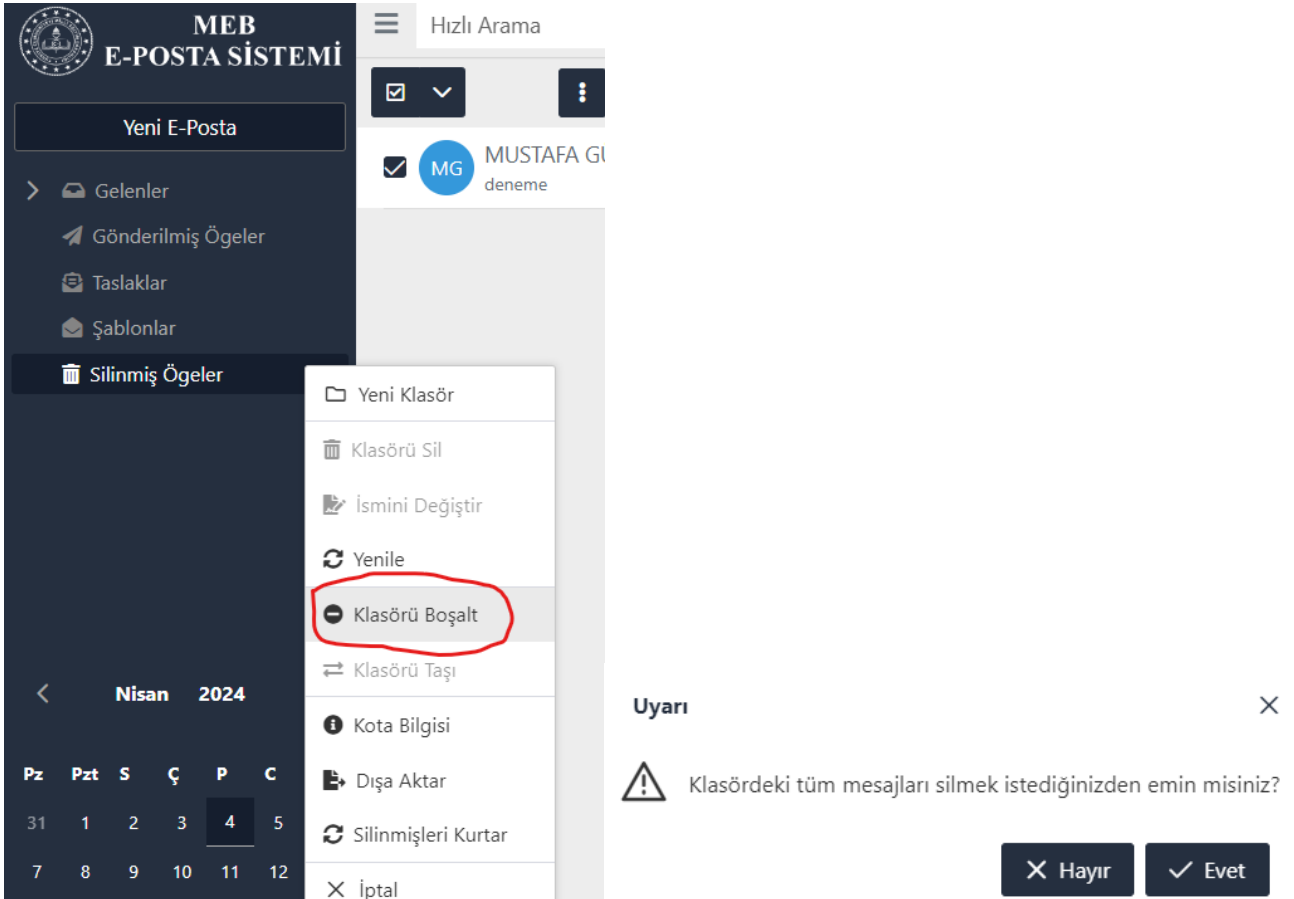 MEB
E-POSTA SİSTEMİ
Hızlı Arama
Yeni E-Posta
MG
MUSTAFA
deneme
Gelenler
Gönderilmiş Ögeler
Taslaklar
Şablonlar
Silinmiş Ögeler
Yeni Klasör
Klasörü Sil
İsmini Değiştir
Yenile
Klasörü Boşalt
Klasörü Taşı
Kota Bilgisi
Dışa Aktar
Silinmişleri Kurtar
İptal
Nisan 2024
Pz Pzt S Ç P C
31 1 2 3 4 5
7 8 9 10 11 12
Uyarı
Klasördeki tüm mesajları silmek istediğinizden emin misiniz?
Hayır
Evet